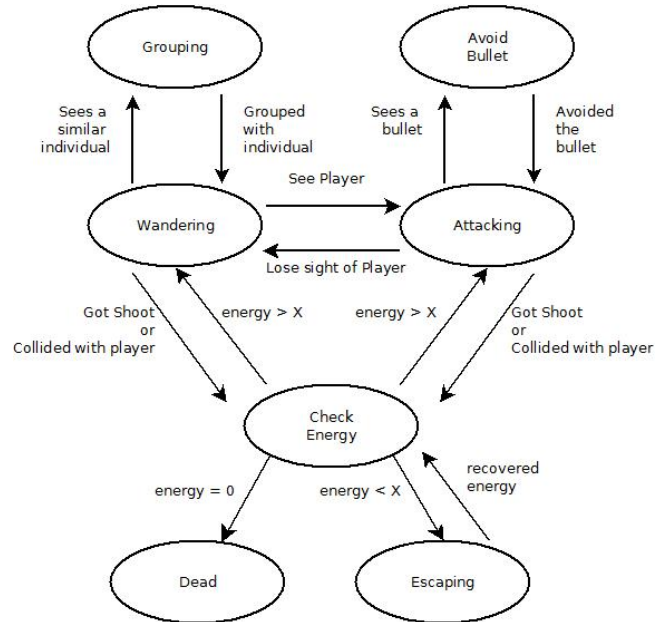 Grouping
Avoid
Bullet
Sees a
similar
individual
Grouped
with
individual
Sees a
bullet
Avoided
the
bullet
See Player
Wandering
Attacking
Lose sight of Player
Got Shoot
or
Collided with player
energy > X
energy > X
Got Shoot
or
Collided with player
Check
Energy
energy = 0
energy < X
recovered
energy
Dead
Escaping